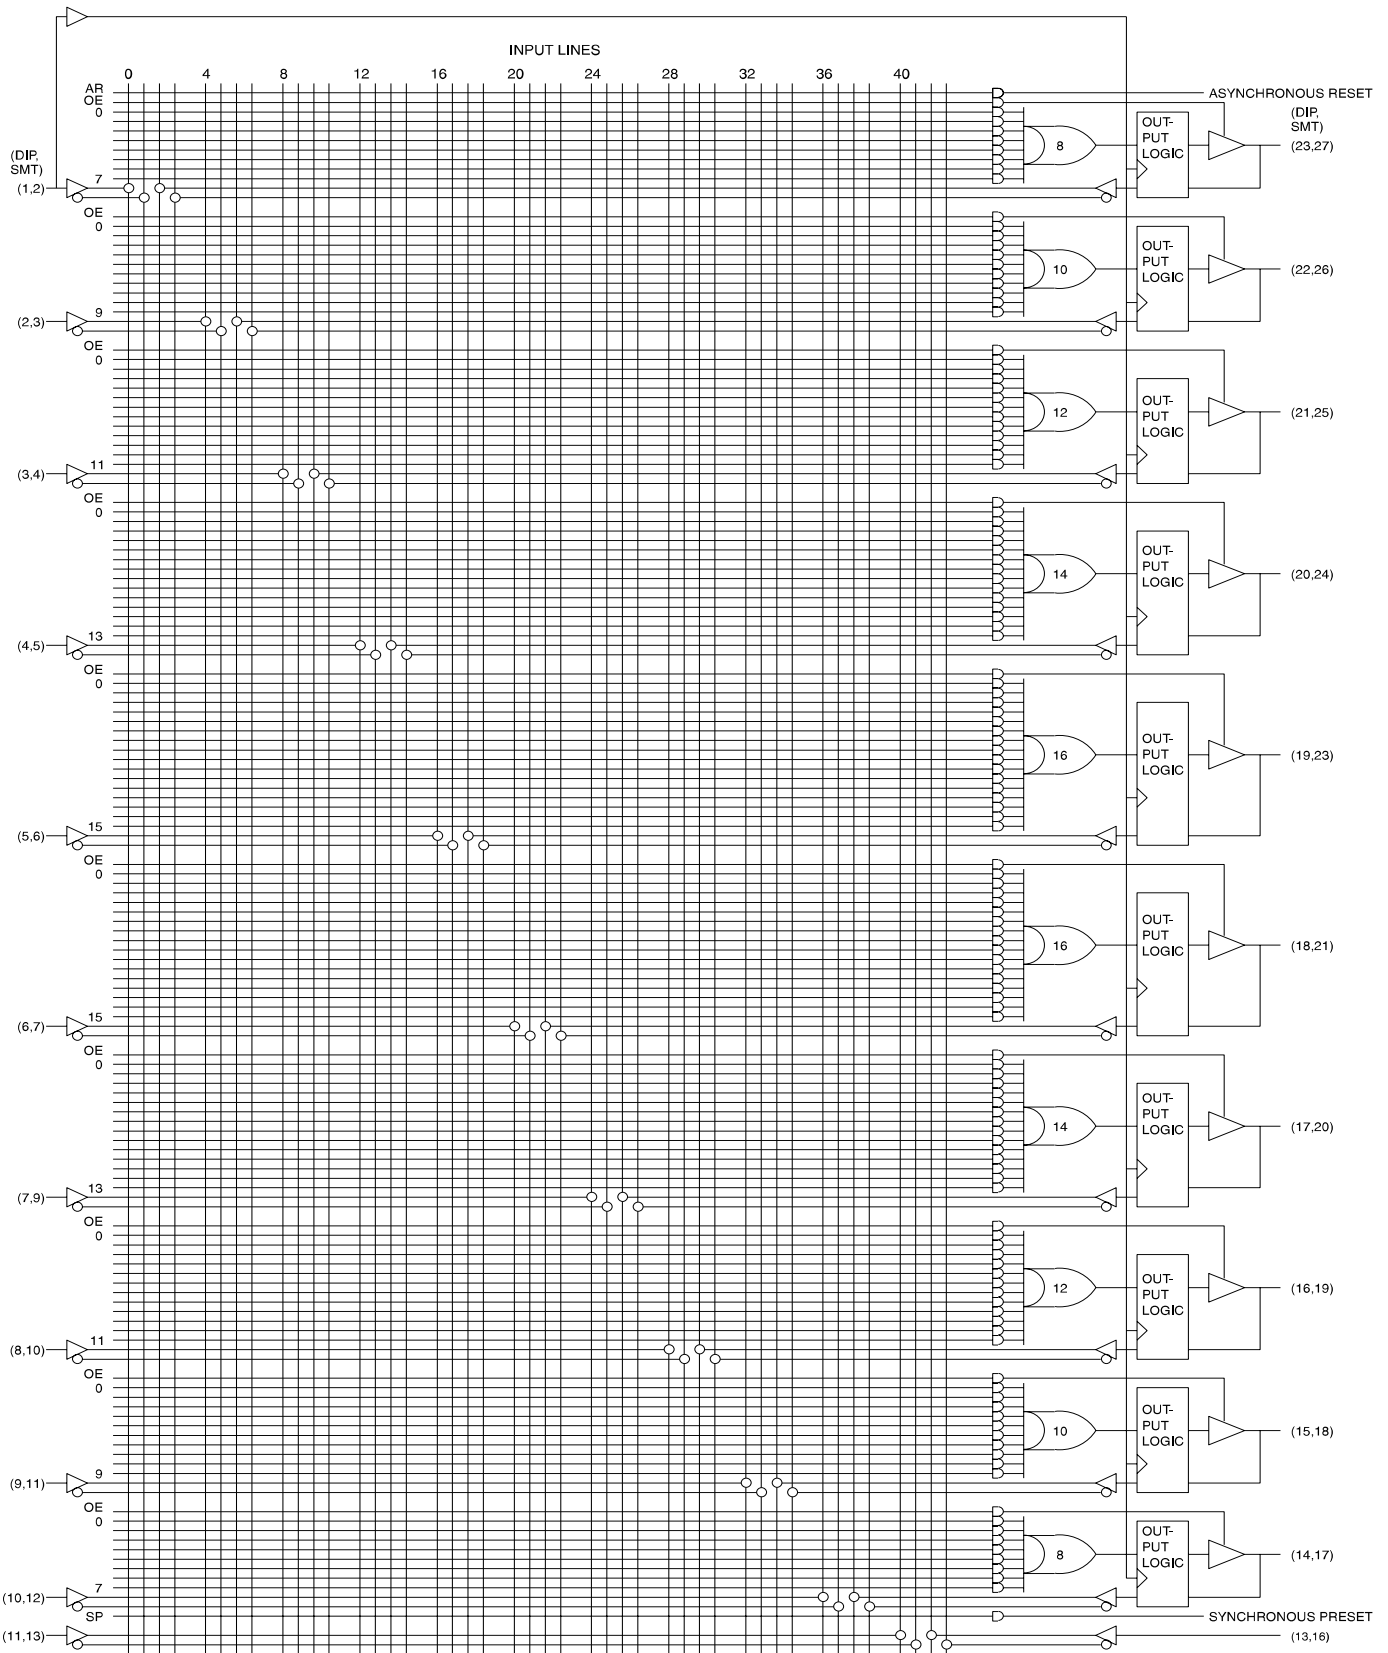 INPUT LINES
0 4 8 12 16 20 24 28 32 36 40
AR
ASYNCHRONOUS RESET
OE
0
(DIP,
SMT)
(DIP,
SMT)
8
OUT-
PUT
LOGIC
(23,27)
7
(1,2)
OE
0
10
OUT-
PUT
LOGIC
(22,26)
9
(2,3)
OE
0
12
OUT-
PUT
LOGIC
(21,25)
11
(3,4)
OE
0
14
OUT-
PUT
LOGIC
(20,24)
13
(4,5)
OE
0
16
OUT-
PUT
LOGIC
(19,23)
15
(5,6)
OE
0
16
OUT-
PUT
LOGIC
(18,21)
15
(6,7)
OE
0
14
OUT-
PUT
LOGIC
(17,20)
13
(7,9)
OE
0
12
OUT-
PUT
LOGIC
(16,19)
11
(8,10)
OE
0
10
OUT-
PUT
LOGIC
(15,18)
9
(9,11)
OE
0
8
OUT-
PUT
LOGIC
(14,17)
7
(10,12)
SP
SYNCHRONOUS PRESET
(11,13)
(13,16)